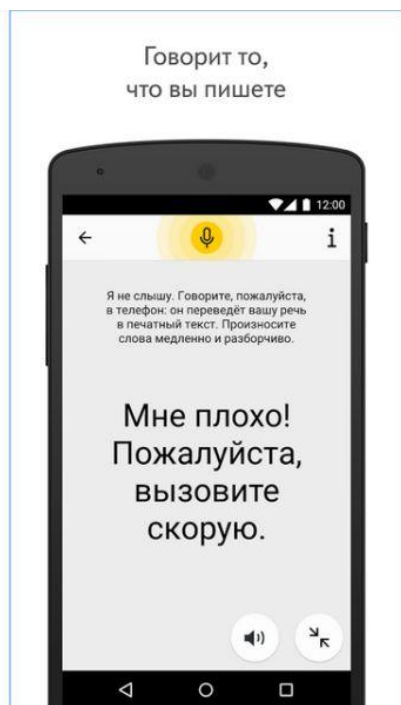 Говорит то,
что вы пишете
12:00
i
Я не слышу. Говорите, пожалуйста,
в телефон: он переведёт вашу речь
в печатный текст. Произносите
слова медленно и разборчиво.
Мне плохо!
Пожалуйста,
вызовите
скорую.